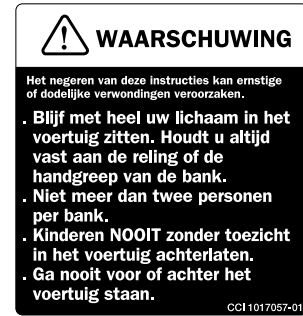 WAARSCHUWING
Het negeren van deze instructies kan ernstige
of dodelijke verwondingen veroorzaken.
. Blijf met heel uw lichaam in het
voertuig zitten. Houdt u altijd
vast aan de reling of de
handgreep van de bank.
. Niet meer dan twee personen
per bank.
. Kinderen NOOIT zonder toezicht
in het voertuig achterlaten.
. Ga nooit voor of achter het
voertuig staan.
CCI 1017057-01